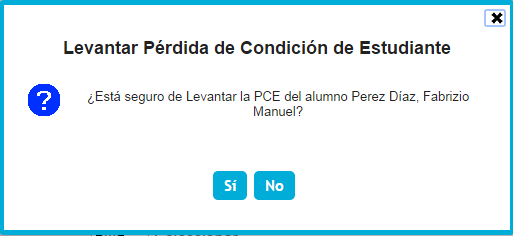 Levantar Pérdida de Condición de Estudiante
¿Está seguro de Levantar la PCE del alumno Perez Díaz, Fabrizio
Manuel?
Sí No